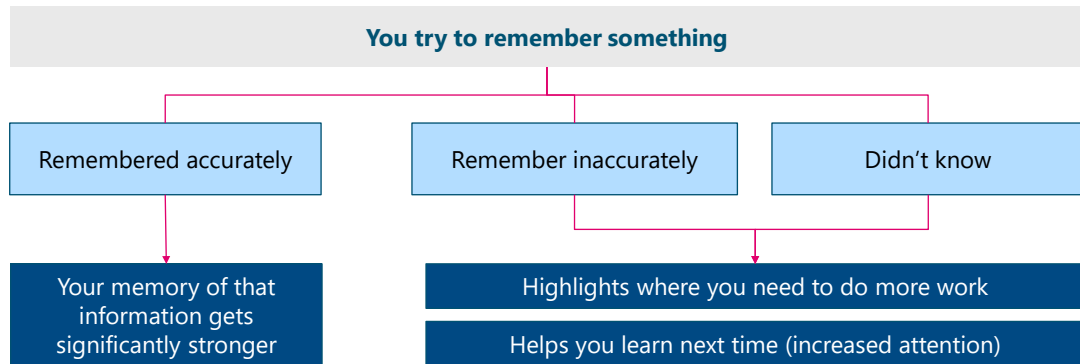 You try to remember something
Remembered accurately
Remember inaccurately
Didn’t know
Your memory of that
information gets
significantly stronger
Highlights where you need to do more work
Helps you learn next time (increased attention)